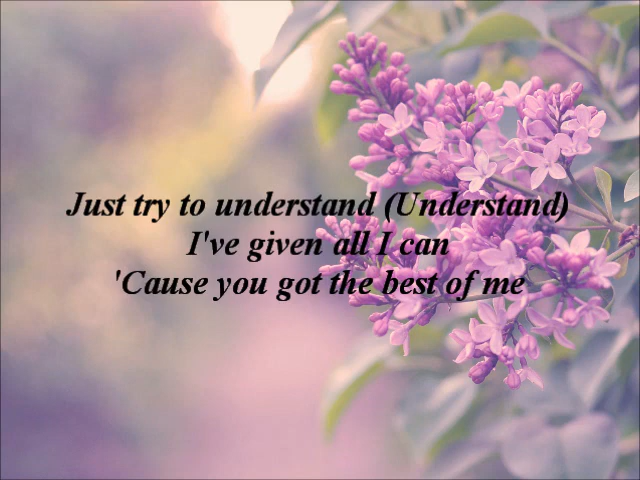 Just try to understand (Understand)
I've given all I can
'Cause you got the best of me